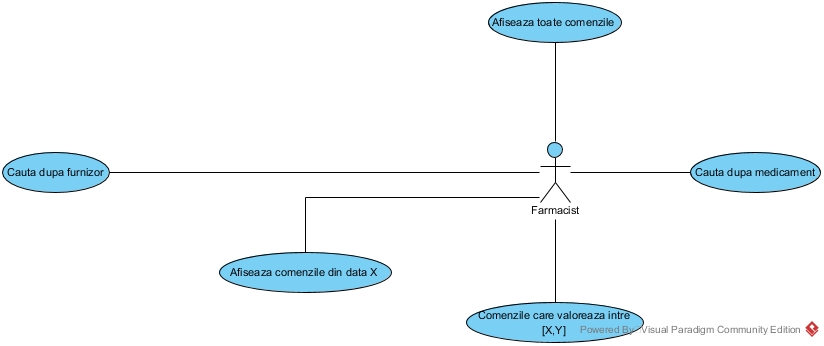 Afiseaza toate comenzile
Cauta dupa furnizor
Cauta dupa medicament
Farmacist
Afiseaza comenzile din data X
Comenzile care valoreaza intre
[X,Y]
Powered By Visual Paradigm Community Edition